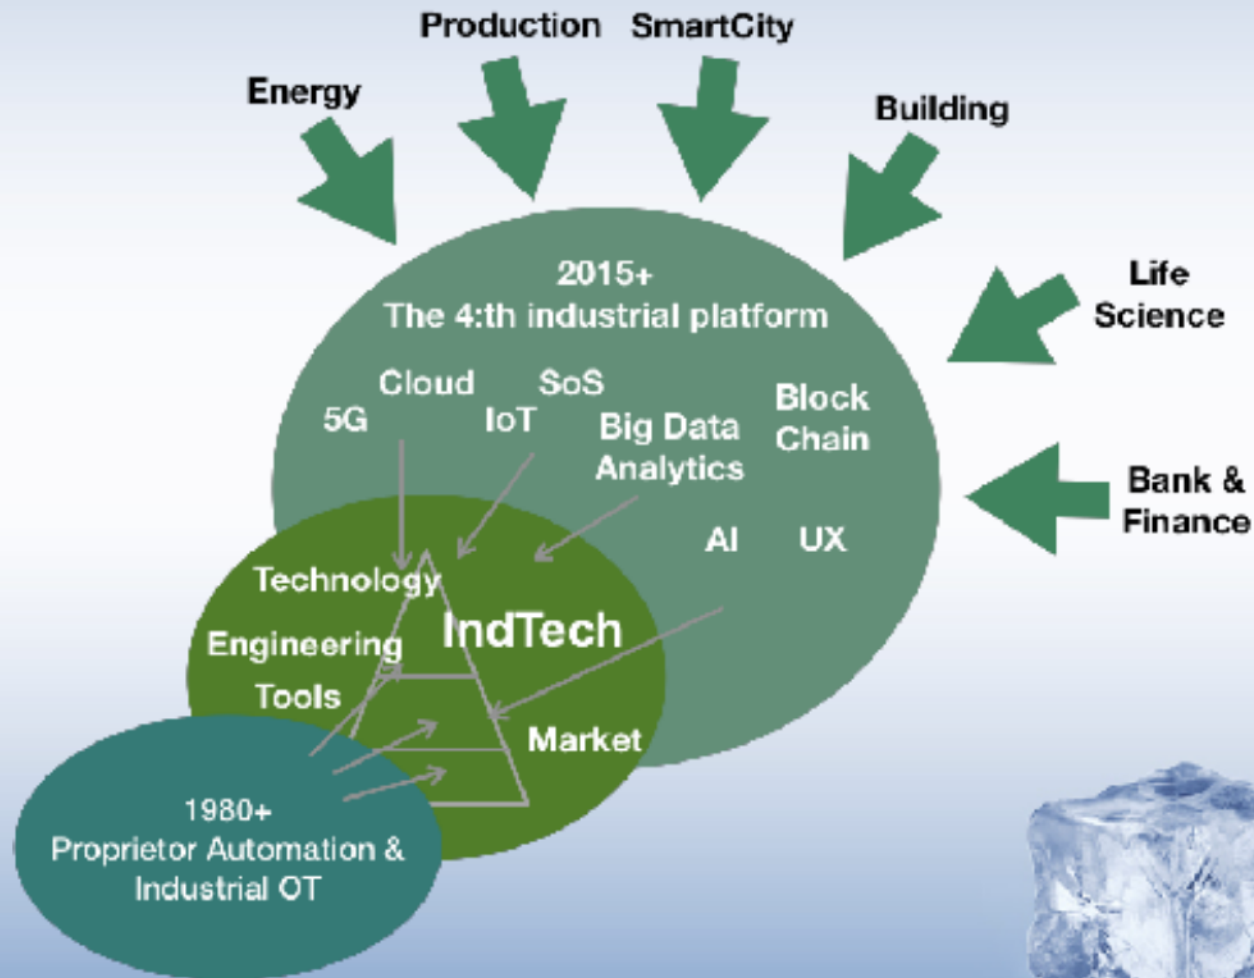 Production
SmartCity
Energy
Building
Life
Science
Bank &
Finance
2015+
The 4:th industrial platform
Cloud
SoS
5G
IoT
Big Data
Analytics
Block
Chain
AI
UX
Technology
IndTech
Engineering
Tools
Market
1980+
Proprietor Automation &
Industrial OT